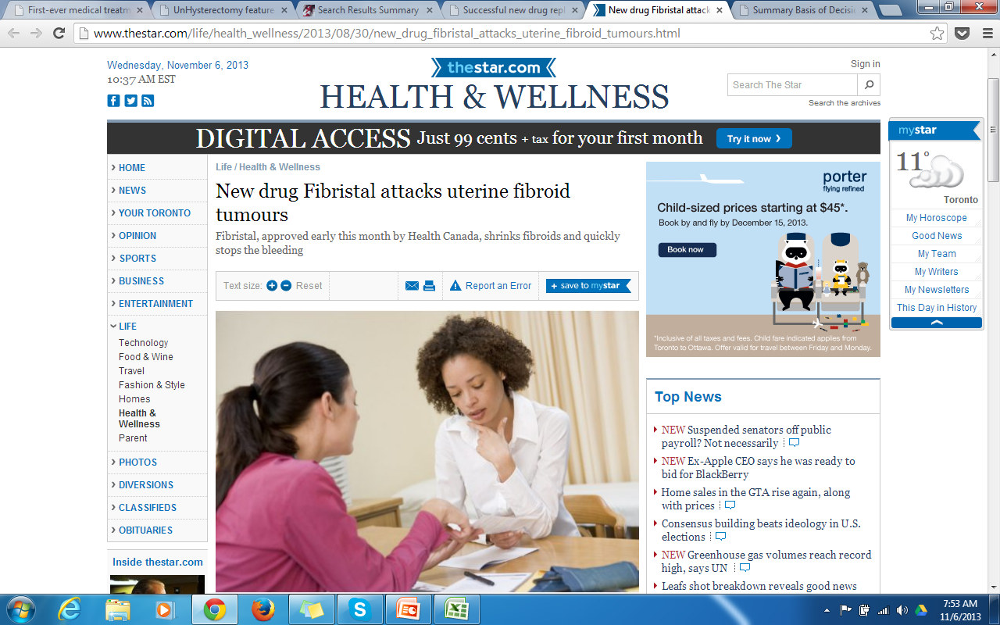 First-ever medical treatm
UnHysterectomy feature
Search Results Summary
Successful new drug repl
New drug Fibristal attack
Summary Basis of Decisi
www.thestar.com/life/health_wellness/2013/08/30/new_drug_fibristal_attacks_uterine_fibroid_tumours.html
Wednesday, November 6, 2013
10:37 AM EST
thestar.com
HEALTH & WELLNESS
Sign in
Search The Star
Search the archives
DIGITAL ACCESS Just 99 cents + tax for your first month
Try it now
HOME
NEWS
YOUR TORONTO
OPINION
SPORTS
BUSINESS
ENTERTAINMENT
LIFE
Technology
Food & Wine
Travel
Fashion & Style
Homes
Health &
Wellness
Parent
PHOTOS
DIVERSIONS
CLASSIFIEDS
OBITUARIES
Inside thestar.com
Life / Health & Wellness
New drug Fibristal attacks uterine fibroid
tumours
Fibristal, approved early this month by Health Canada, shrinks fibroids and quickly
stops the bleeding
Text size: + − Reset
Report an Error
+ save to mystar
porter
flying refined
Child-sized prices starting at $45*.
Book by and fly by December 15, 2013.
Book now
*Inclusive of all taxes and fees. Child fare indicated applies from
Toronto to Ottawa. Offer valid for travel between Friday and Monday.
Top News
NEW Suspended senators off public
payroll? Not necessarily
NEW Ex-Apple CEO says he was ready to
bid for BlackBerry
Home sales in the GTA rise again, along
with prices
Consensus building beats ideology in U.S.
elections
NEW Greenhouse gas volumes reach record
high, says UN
Leafs shot breakdown reveals good news
mystar
11°
Toronto
My Horoscope
Good News
My Team
My Writers
My Newsletters
This Day in History
7:53 AM
11/6/2013